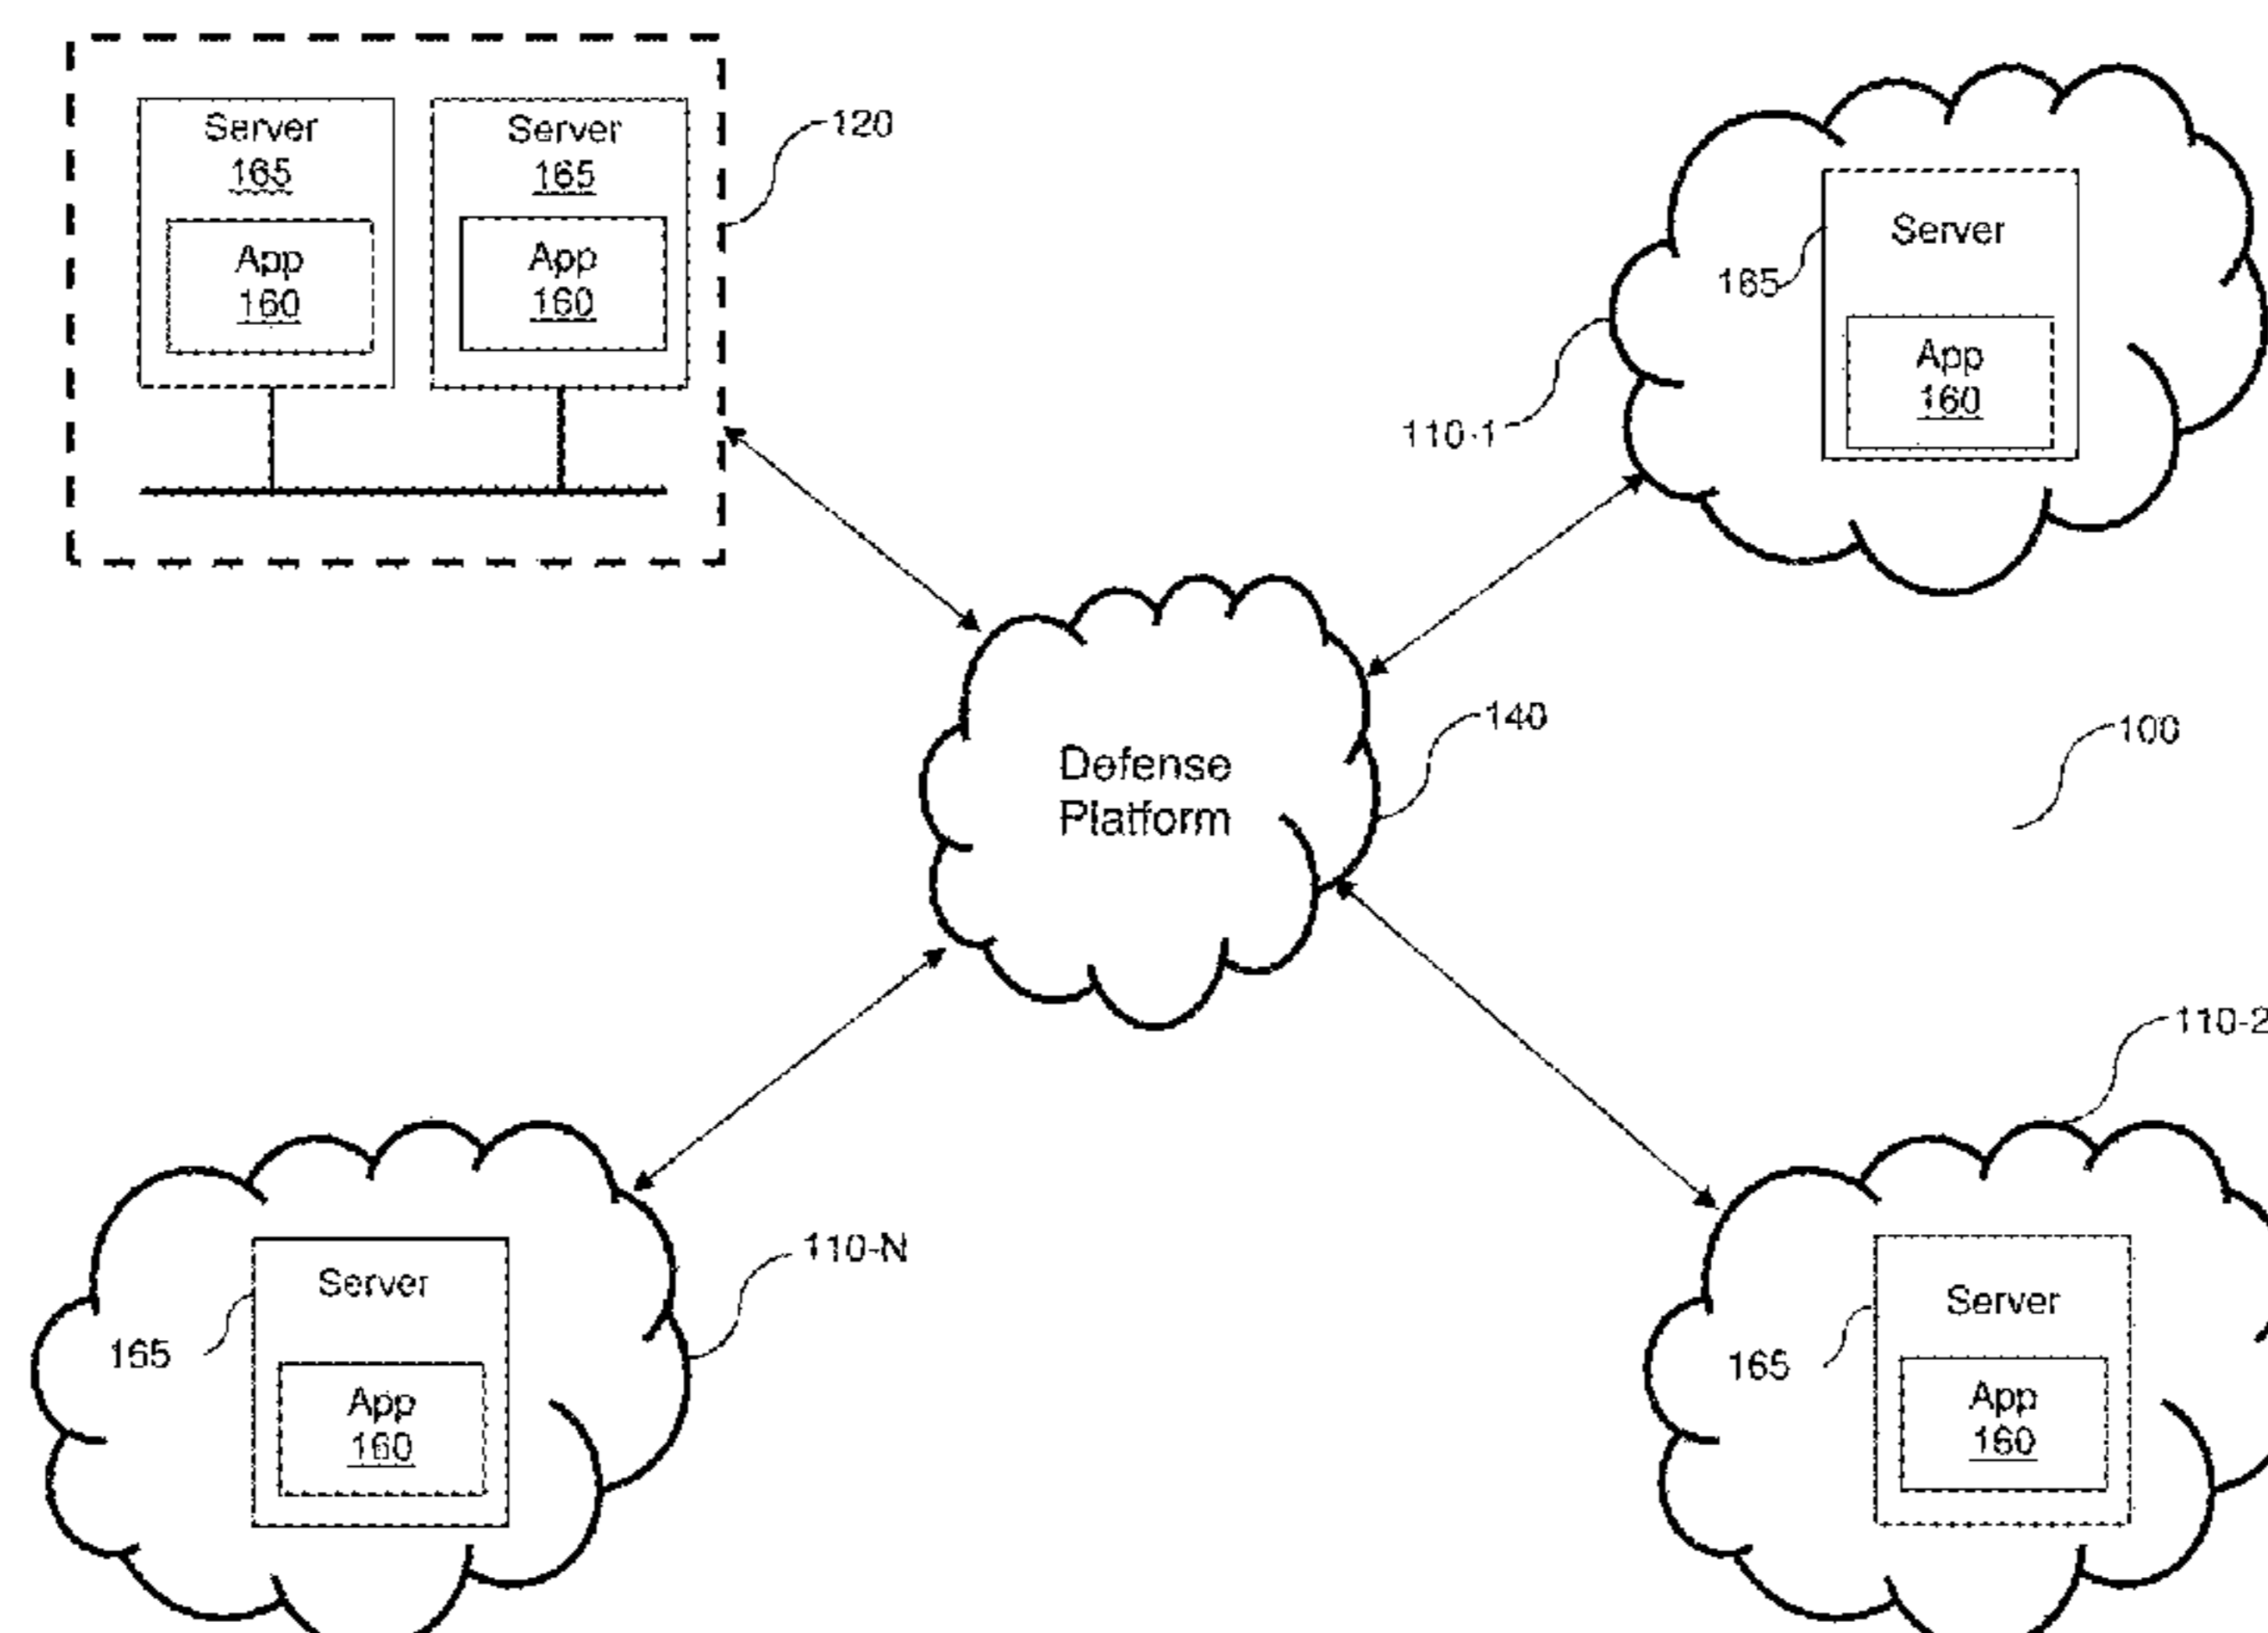 Server
165
App
160
Server
165
App
160
120
Server
165
App
160
110-1
Defense
Platform
140
100
110-2
Server
165
App
160
110-N
Server
165
App
160